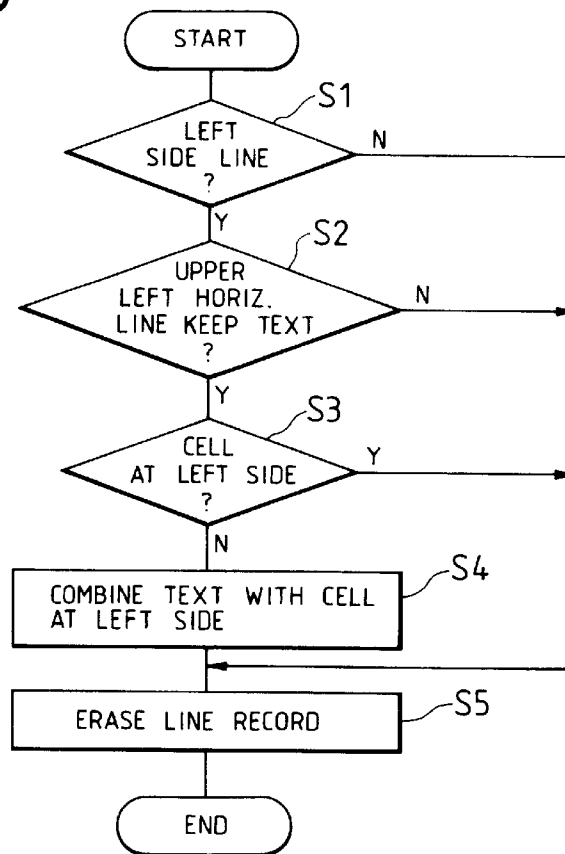 START
S1
LEFT
SIDE LINE
?
N
Y
S2
UPPER
LEFT HORIZ.
LINE KEEP TEXT
?
N
Y
S3
CELL
AT LEFT SIDE
?
Y
N
S4
COMBINE TEXT WITH CELL
AT LEFT SIDE
S5
ERASE LINE RECORD
END